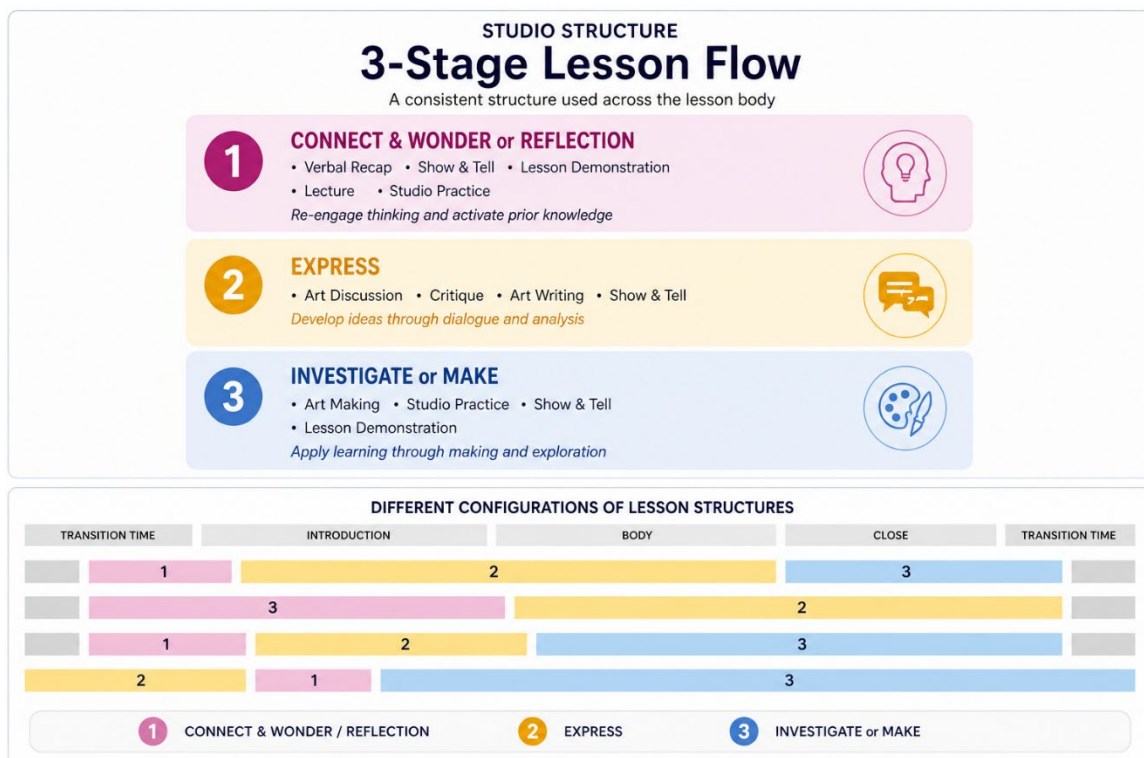 STUDIO STRUCTURE
3-Stage Lesson Flow
A consistent structure used across the lesson body
1
CONNECT & WONDER or REFLECTION
• Verbal Recap • Show & Tell • Lesson Demonstration
• Lecture • Studio Practice
Re-engage thinking and activate prior knowledge
2
EXPRESS
• Art Discussion • Critique • Art Writing • Show & Tell
Develop ideas through dialogue and analysis
3
INVESTIGATE or MAKE
• Art Making • Studio Practice • Show & Tell
• Lesson Demonstration
Apply learning through making and exploration
DIFFERENT CONFIGURATIONS OF LESSON STRUCTURES
TRANSITION TIME INTRODUCTION BODY CLOSE TRANSITION TIME
1 2 3
3 2
1 2 3
2 1 3
1 CONNECT & WONDER / REFLECTION 2 EXPRESS 3 INVESTIGATE or MAKE